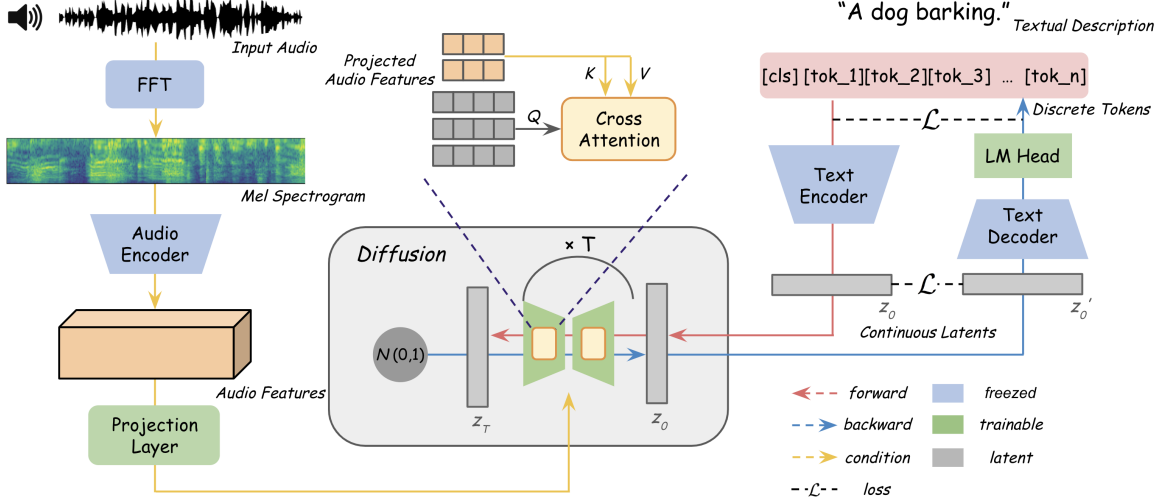 Input Audio
FFT
Mel Spectrogram
Audio
Encoder
Audio Features
Projection
Layer
Projected
Audio Features
K
V
Q
Cross
Attention
Diffusion
× T
N(0,1)
z_T
z_0
“A dog barking.”
Textual Description
[cls] [tok_1][tok_2][tok_3] ... [tok_n]
ℒ
Discrete Tokens
LM Head
Text
Encoder
Text
Decoder
ℒ
z_0
z_0'
Continuous Latents
forward
freezed
backward
trainable
condition
latent
ℒ
loss